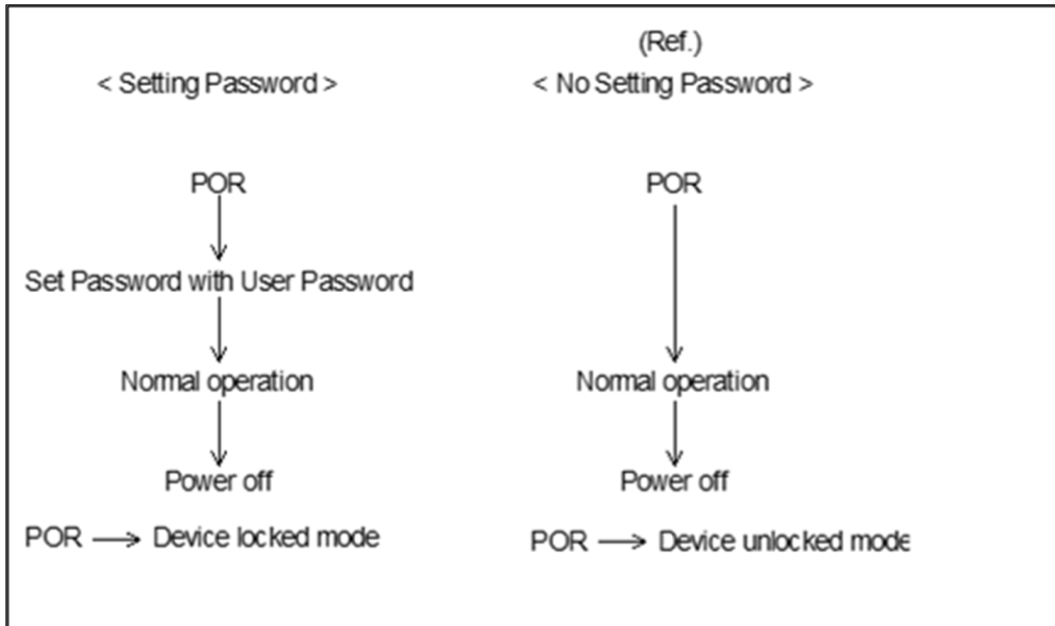 (Ref.)
< Setting Password >
< No Setting Password >
POR
POR
Set Password with User Password
Normal operation
Normal operation
Power off
Power off
POR → Device locked mode
POR → Device unlocked mode